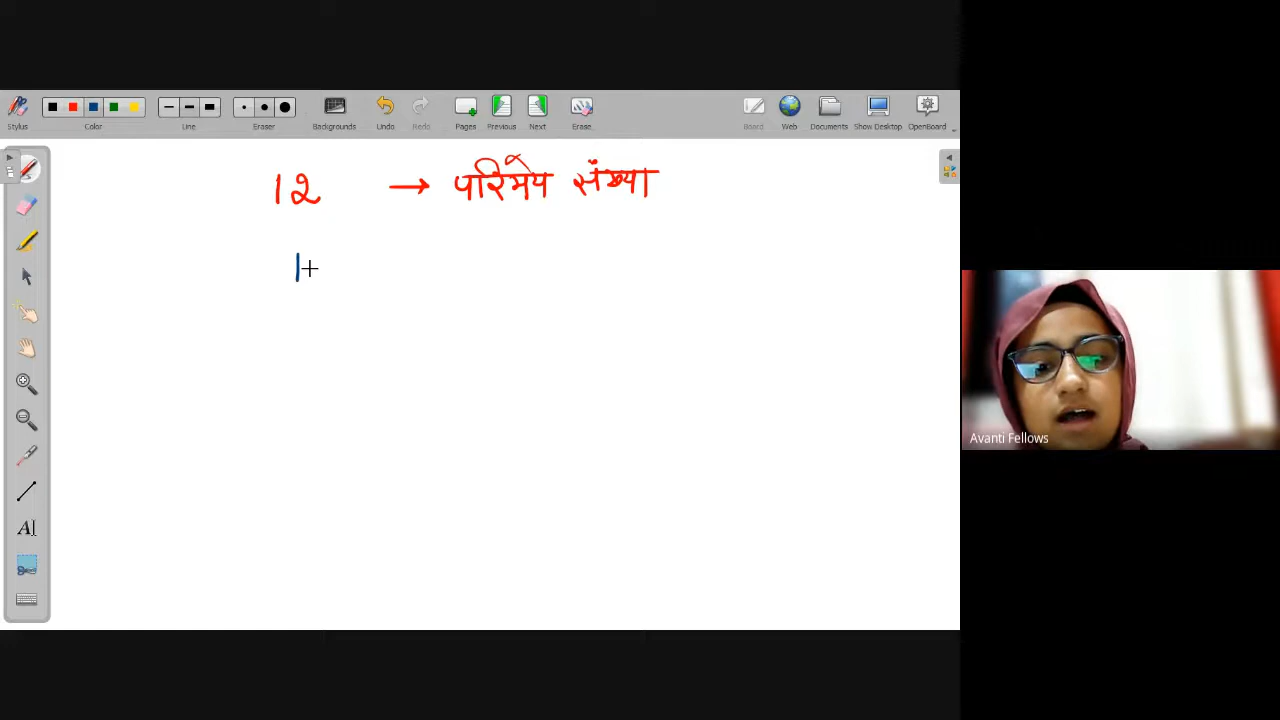 Stylus Color Line Eraser Backgrounds Undo Redo Pages Previous Next Erase Board Web Documents Show Desktop OpenBoard
12 → परिमेय संख्या
1
A
Avanti Fellows